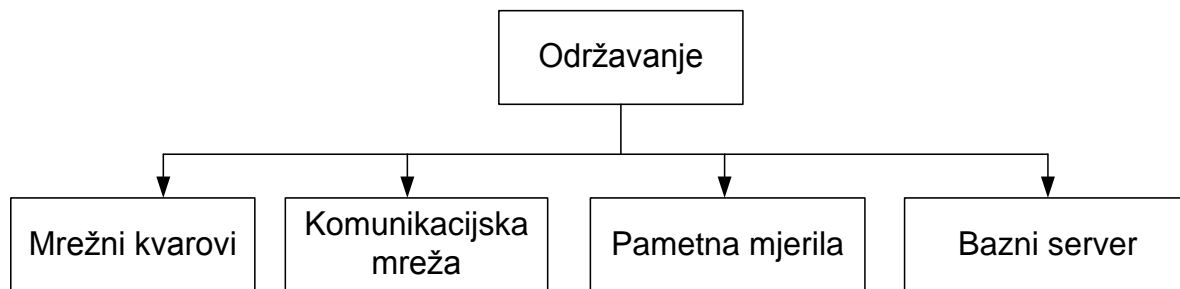 Održavanje
Mrežni kvarovi
Komunikacijska
mreža
Pametna mjerila
Bazni server